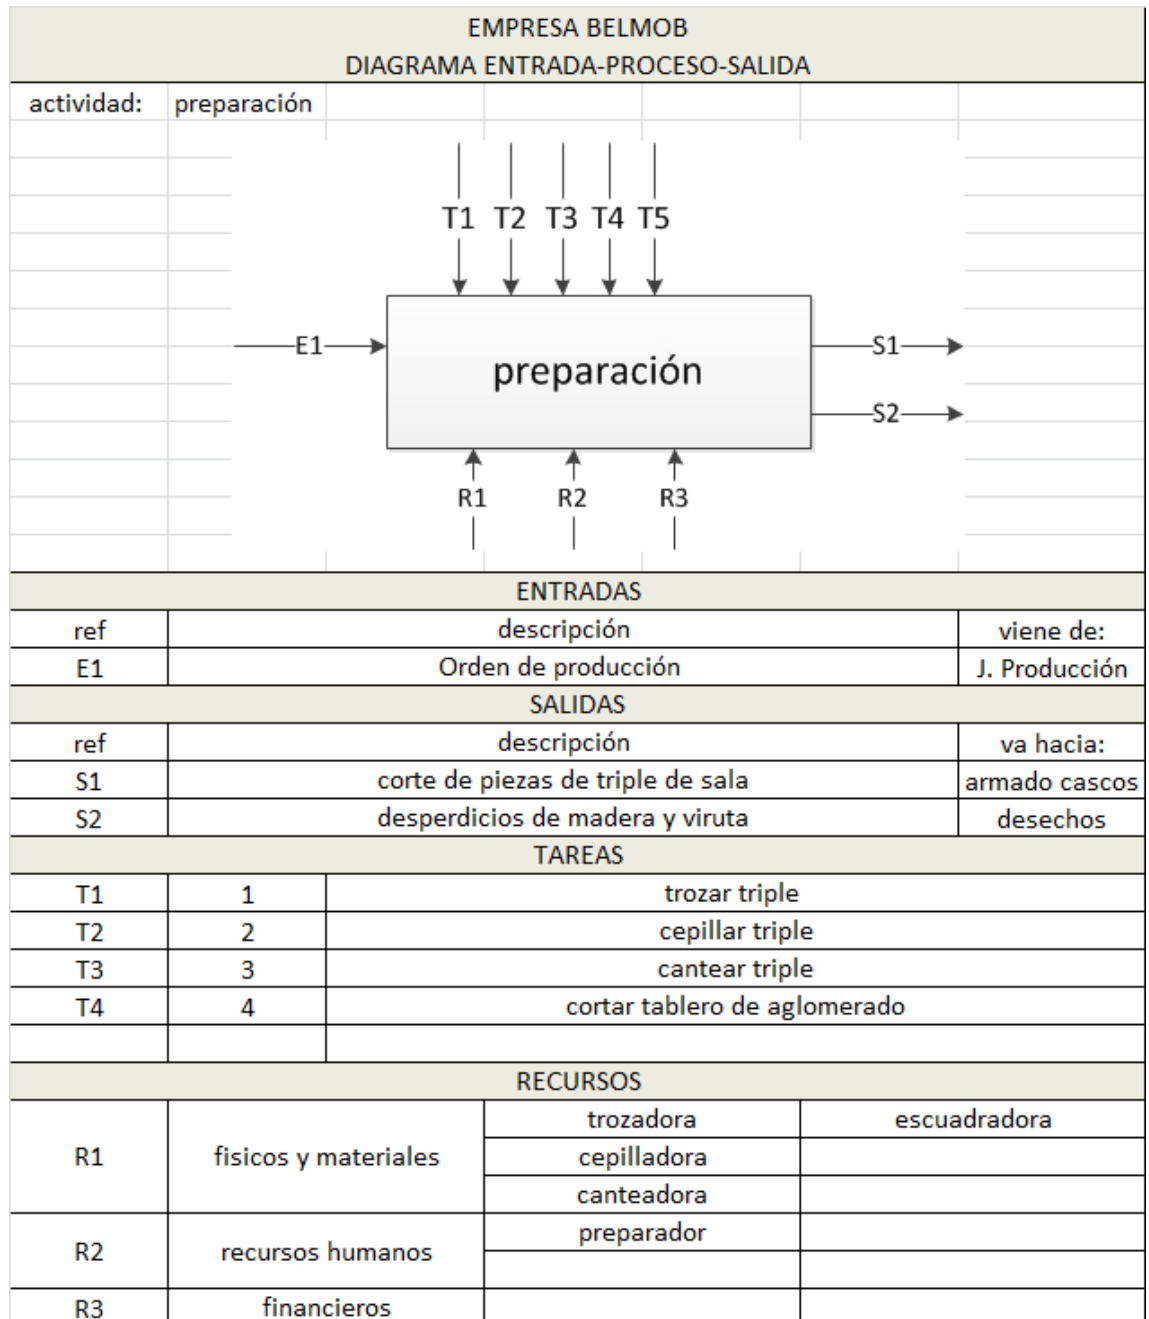 EMPRESA BELMOB
DIAGRAMA ENTRADA-PROCESO-SALIDA
actividad: preparación
T1 T2 T3 T4 T5
E1
preparación
S1
S2
R1 R2 R3
ENTRADAS
ref descripción viene de:
E1 Orden de producción J. Producción
SALIDAS
ref descripción va hacia:
S1 corte de piezas de triple de sala armado cascos
S2 desperdicios de madera y viruta desechos
TAREAS
T1 1 trozar triple
T2 2 cepillar triple
T3 3 cantear triple
T4 4 cortar tablero de aglomerado
RECURSOS
trozadora escuadradora
R1 fisicos y materiales cepilladora
canteadora
preparador
R2 recursos humanos
R3 financieros